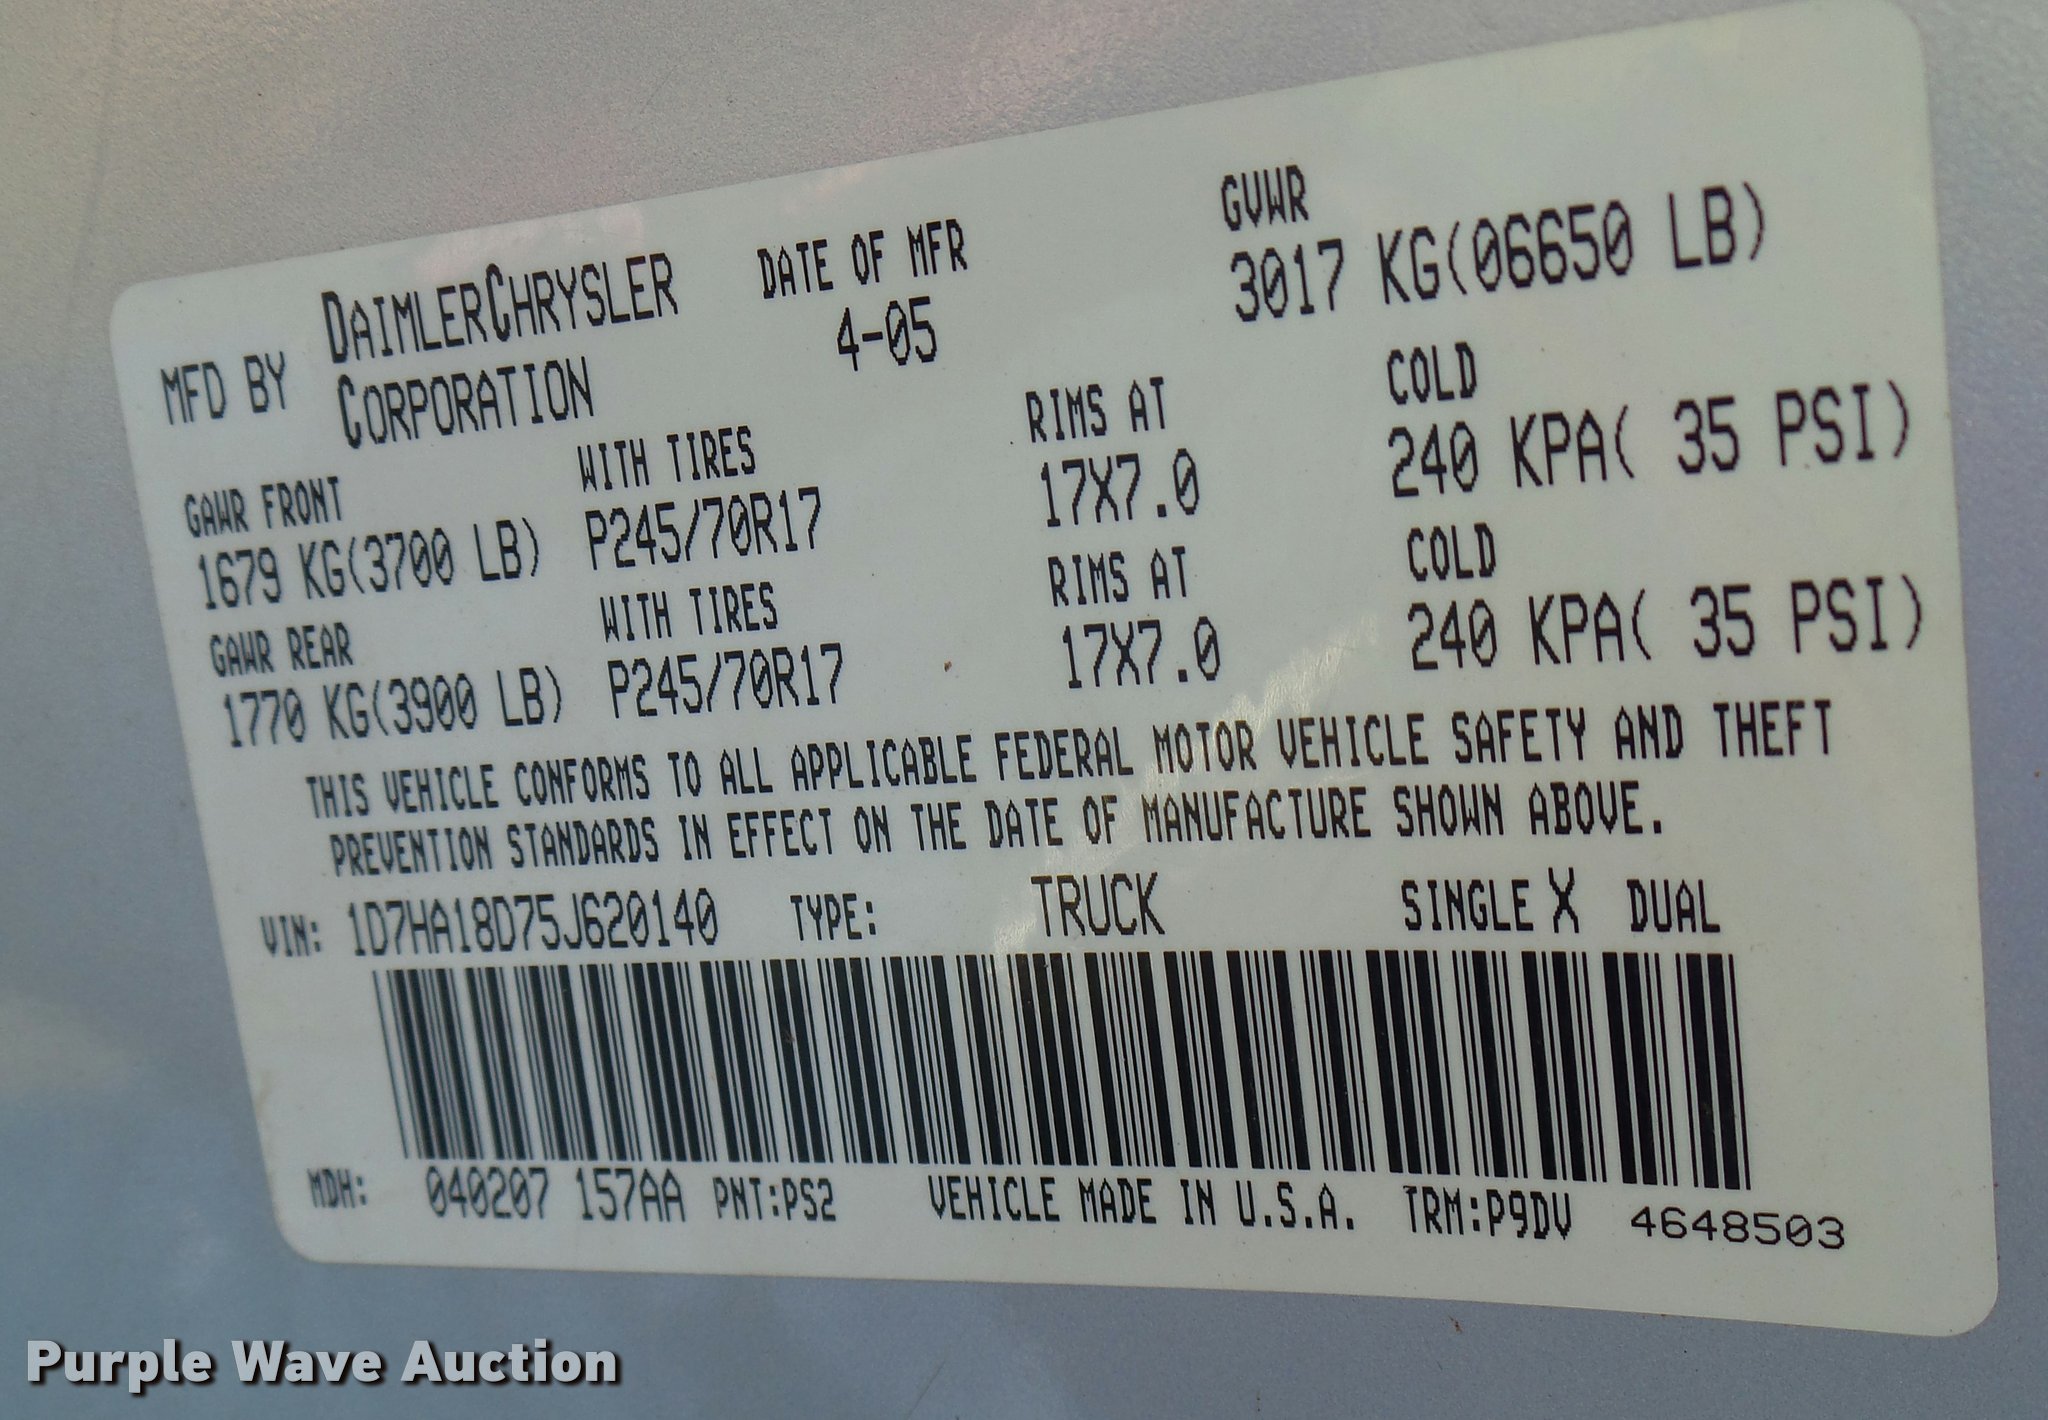 MFD BY DAIMLERCHRYSLER CORPORATION DATE OF MFR 4-05 GVWR 3017 KG(06650 LB)
GAWR FRONT WITH TIRES RIMS AT COLD
1679 KG(3700 LB) P245/70R17 17X7.0 240 KPA( 35 PSI)
GAWR REAR WITH TIRES RIMS AT COLD
1770 KG(3900 LB) P245/70R17 17X7.0 240 KPA( 35 PSI)
THIS VEHICLE CONFORMS TO ALL APPLICABLE FEDERAL MOTOR VEHICLE SAFETY AND THEFT
PREVENTION STANDARDS IN EFFECT ON THE DATE OF MANUFACTURE SHOWN ABOVE.
VIN: 1D7HA18D75J620140 TYPE: TRUCK SINGLE X DUAL
MDH: 040207 157AA PNT:PS2 VEHICLE MADE IN U.S.A. TRM:P9DV 4648503
Purple Wave Auction